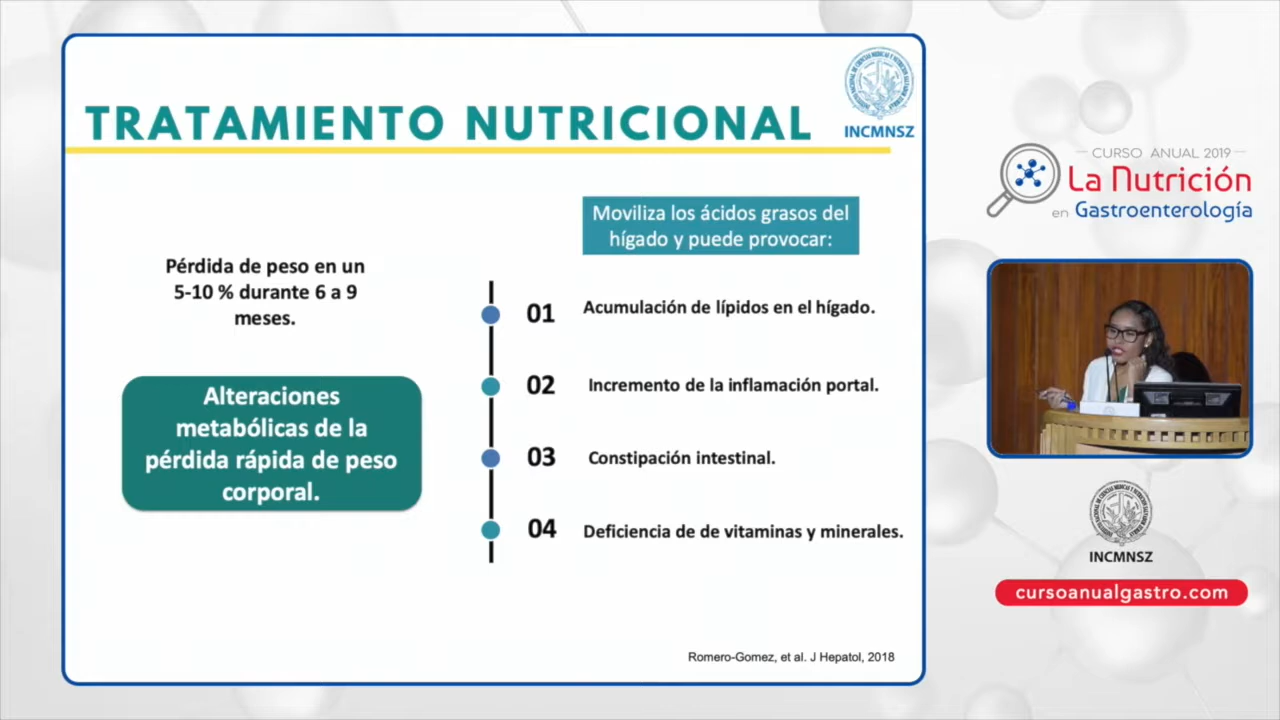 TRATAMIENTO NUTRICIONAL
INCMNSZ
Moviliza los ácidos grasos del
hígado y puede provocar:
Pérdida de peso en un
5-10 % durante 6 a 9
meses.
Alteraciones
metabólicas de la
pérdida rápida de peso
corporal.
01 Acumulación de lípidos en el hígado.
02 Incremento de la inflamación portal.
03 Constipación intestinal.
04 Deficiencia de de vitaminas y minerales.
Romero-Gomez, et al. J Hepatol, 2018
CURSO ANUAL 2019
La Nutrición
en Gastroenterología
INCMNSZ
cursoanualgastro.com